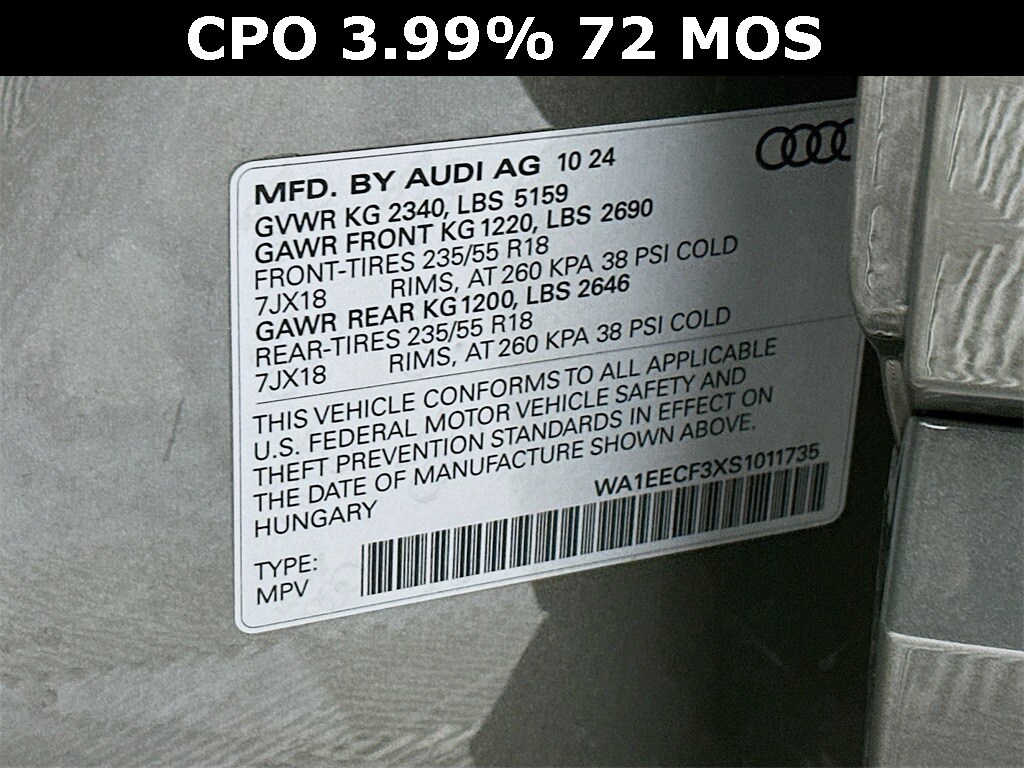 CPO 3.99% 72 MOS
MFD. BY AUDI AG 10 24
GVWR KG 2340, LBS 5159
GAWR FRONT KG 1220, LBS 2690
FRONT-TIRES 235/55 R18
7JX18 RIMS, AT 260 KPA 38 PSI COLD
GAWR REAR KG 1200, LBS 2646
REAR-TIRES 235/55 R18
7JX18 RIMS, AT 260 KPA 38 PSI COLD
THIS VEHICLE CONFORMS TO ALL APPLICABLE
U.S. FEDERAL MOTOR VEHICLE SAFETY AND
THEFT PREVENTION STANDARDS IN EFFECT ON
THE DATE OF MANUFACTURE SHOWN ABOVE.
HUNGARY
WA1EECF3XS1011735
TYPE:
MPV